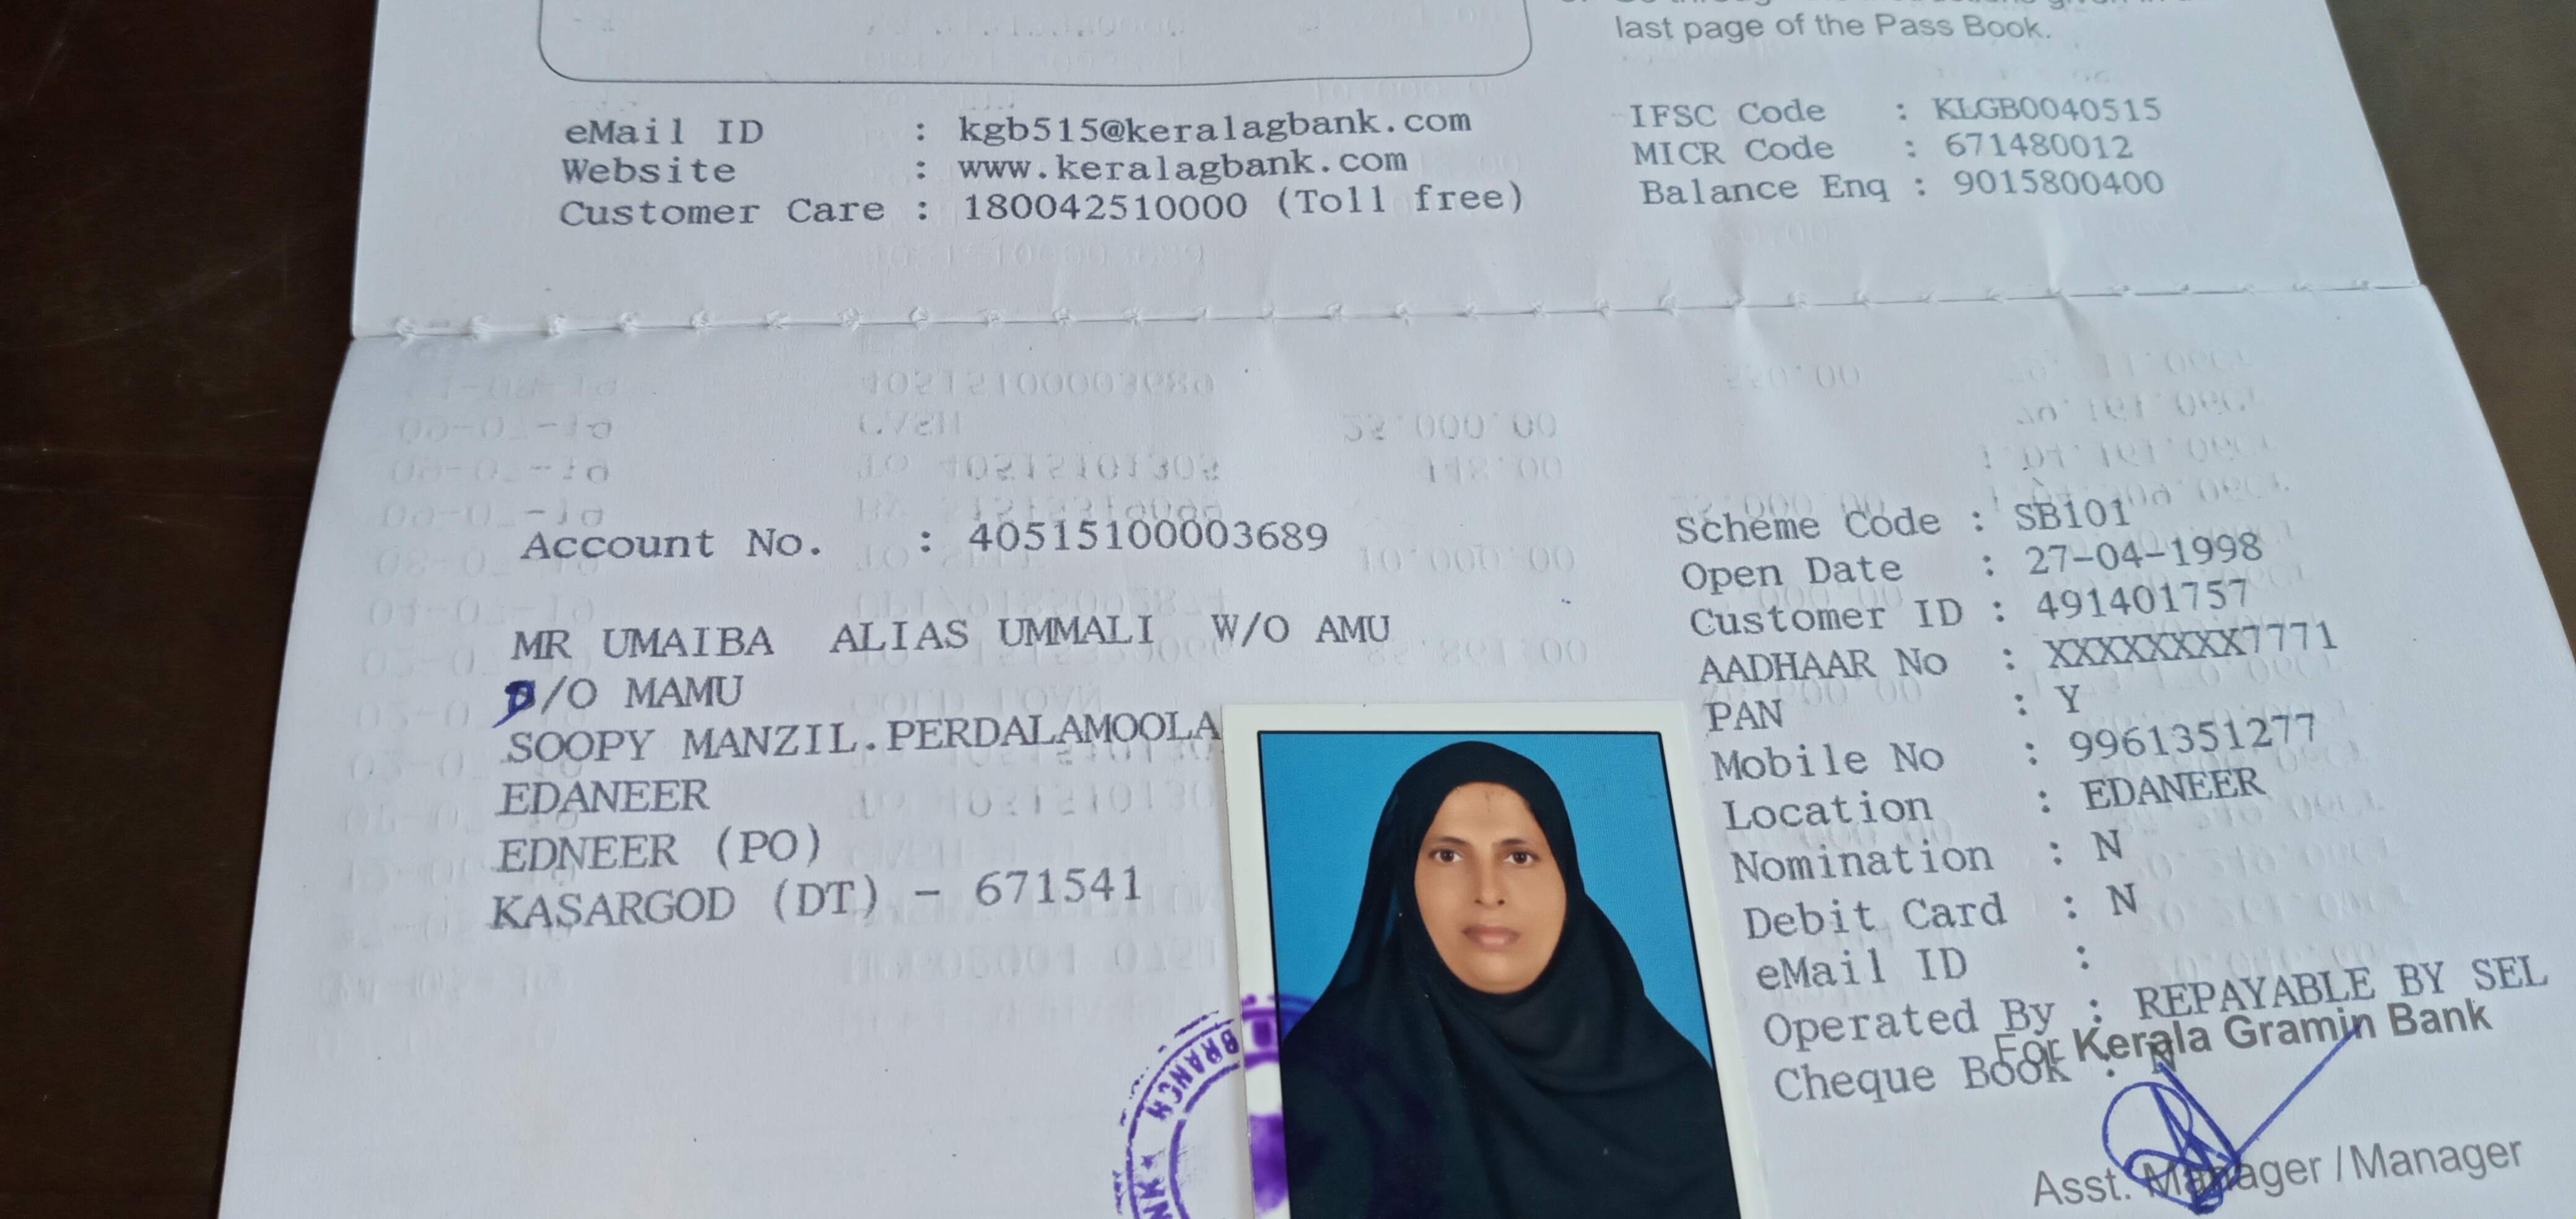 last page of the Pass Book.
eMail ID : kgb515@keralagbank.com
Website : www.keralagbank.com
Customer Care : 180042510000 (Toll free)
IFSC Code : KLGB0040515
MICR Code : 671480012
Balance Enq : 9015800400
Account No. : 40515100003689
MR UMAIBA ALIAS UMMALI W/O AMU
D/O MAMU
SOOPY MANZIL.PERDALAMOOLA
EDANEER
EDNEER (PO)
KASARGOD (DT) - 671541
Scheme Code : SB101
Open Date : 27-04-1998
Customer ID : 491401757
AADHAAR No : XXXXXXXX7771
PAN : Y
Mobile No : 9961351277
Location : EDANEER
Nomination : N
Debit Card : N
eMail ID :
Operated By : REPAYABLE BY SEL
For Kerala Gramin Bank
Cheque Book : N
Asst. Manager / Manager
BRANCH